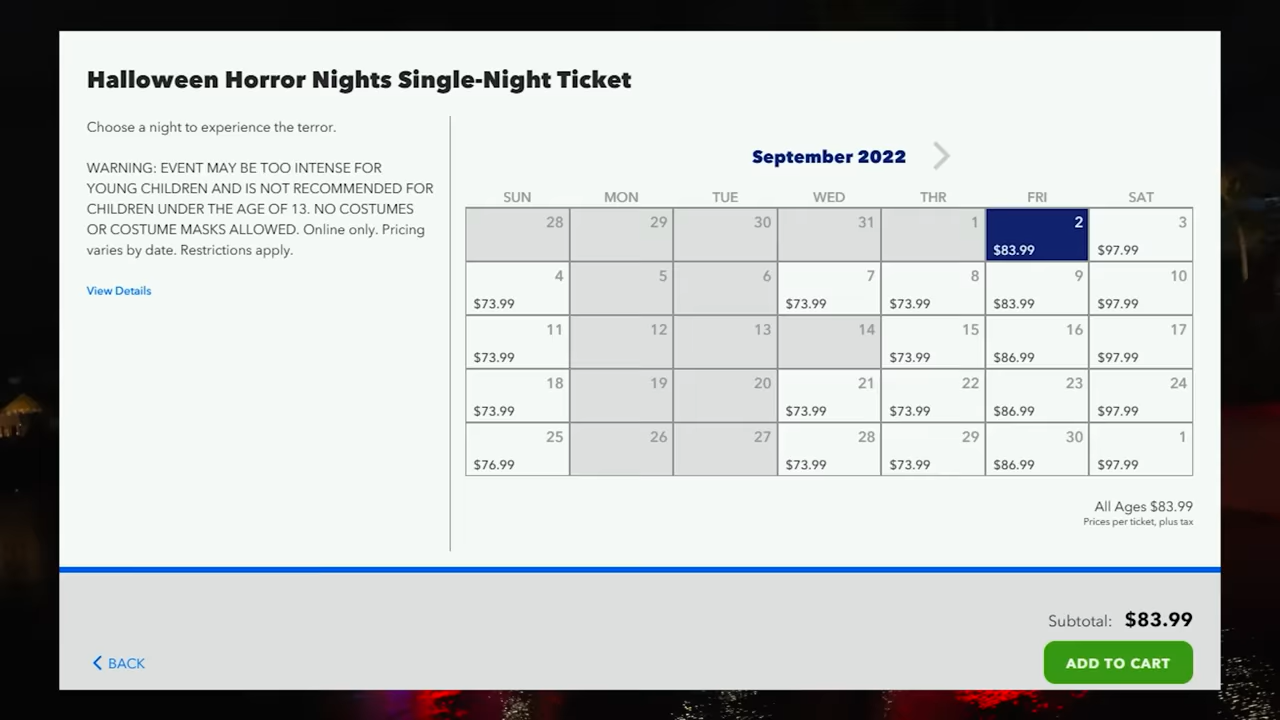 Halloween Horror Nights Single-Night Ticket
Choose a night to experience the terror.
WARNING: EVENT MAY BE TOO INTENSE FOR
YOUNG CHILDREN AND IS NOT RECOMMENDED FOR
CHILDREN UNDER THE AGE OF 13. NO COSTUMES
OR COSTUME MASKS ALLOWED. Online only. Pricing
varies by date. Restrictions apply.
View Details
September 2022
SUN MON TUE WED THR FRI SAT
28 29 30 31 1 2 3
$83.99 $97.99
4 5 6 7 8 9 10
$73.99 $73.99 $73.99 $83.99 $97.99
11 12 13 14 15 16 17
$73.99 $73.99 $86.99 $97.99
18 19 20 21 22 23 24
$73.99 $73.99 $73.99 $86.99 $97.99
25 26 27 28 29 30 1
$76.99 $73.99 $73.99 $86.99 $97.99
All Ages $83.99
Prices per ticket, plus tax
Subtotal: $83.99
BACK
ADD TO CART